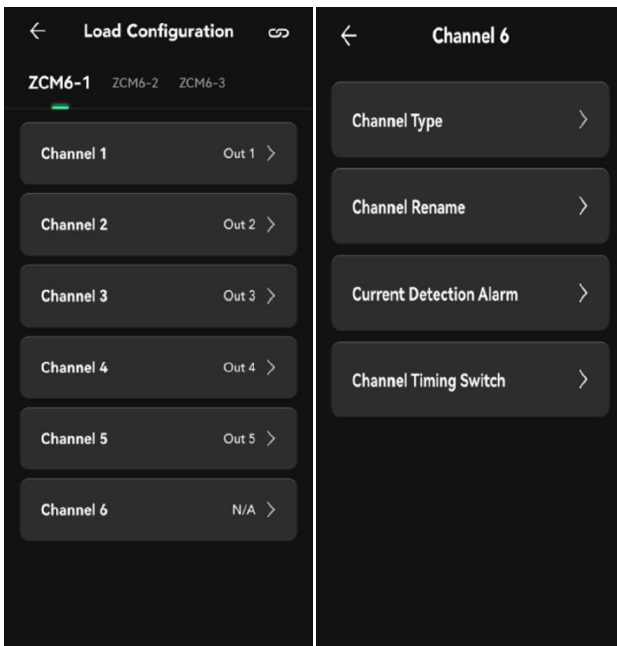 Load Configuration
ZCM6-1 ZCM6-2 ZCM6-3
Channel 1 Out 1
Channel 2 Out 2
Channel 3 Out 3
Channel 4 Out 4
Channel 5 Out 5
Channel 6 N/A
Channel 6
Channel Type
Channel Rename
Current Detection Alarm
Channel Timing Switch